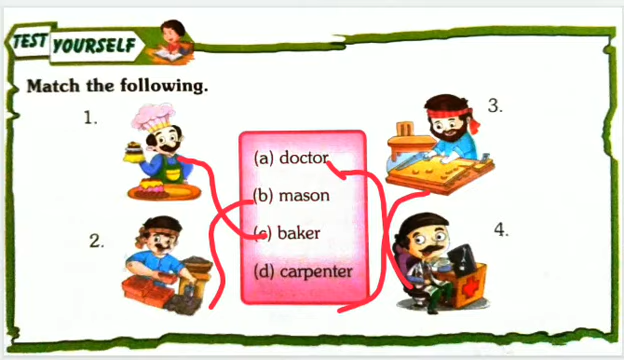 TEST YOURSELF
Match the following.
1.
3.
(a) doctor
(b) mason
2.
(c) baker
4.
(d) carpenter